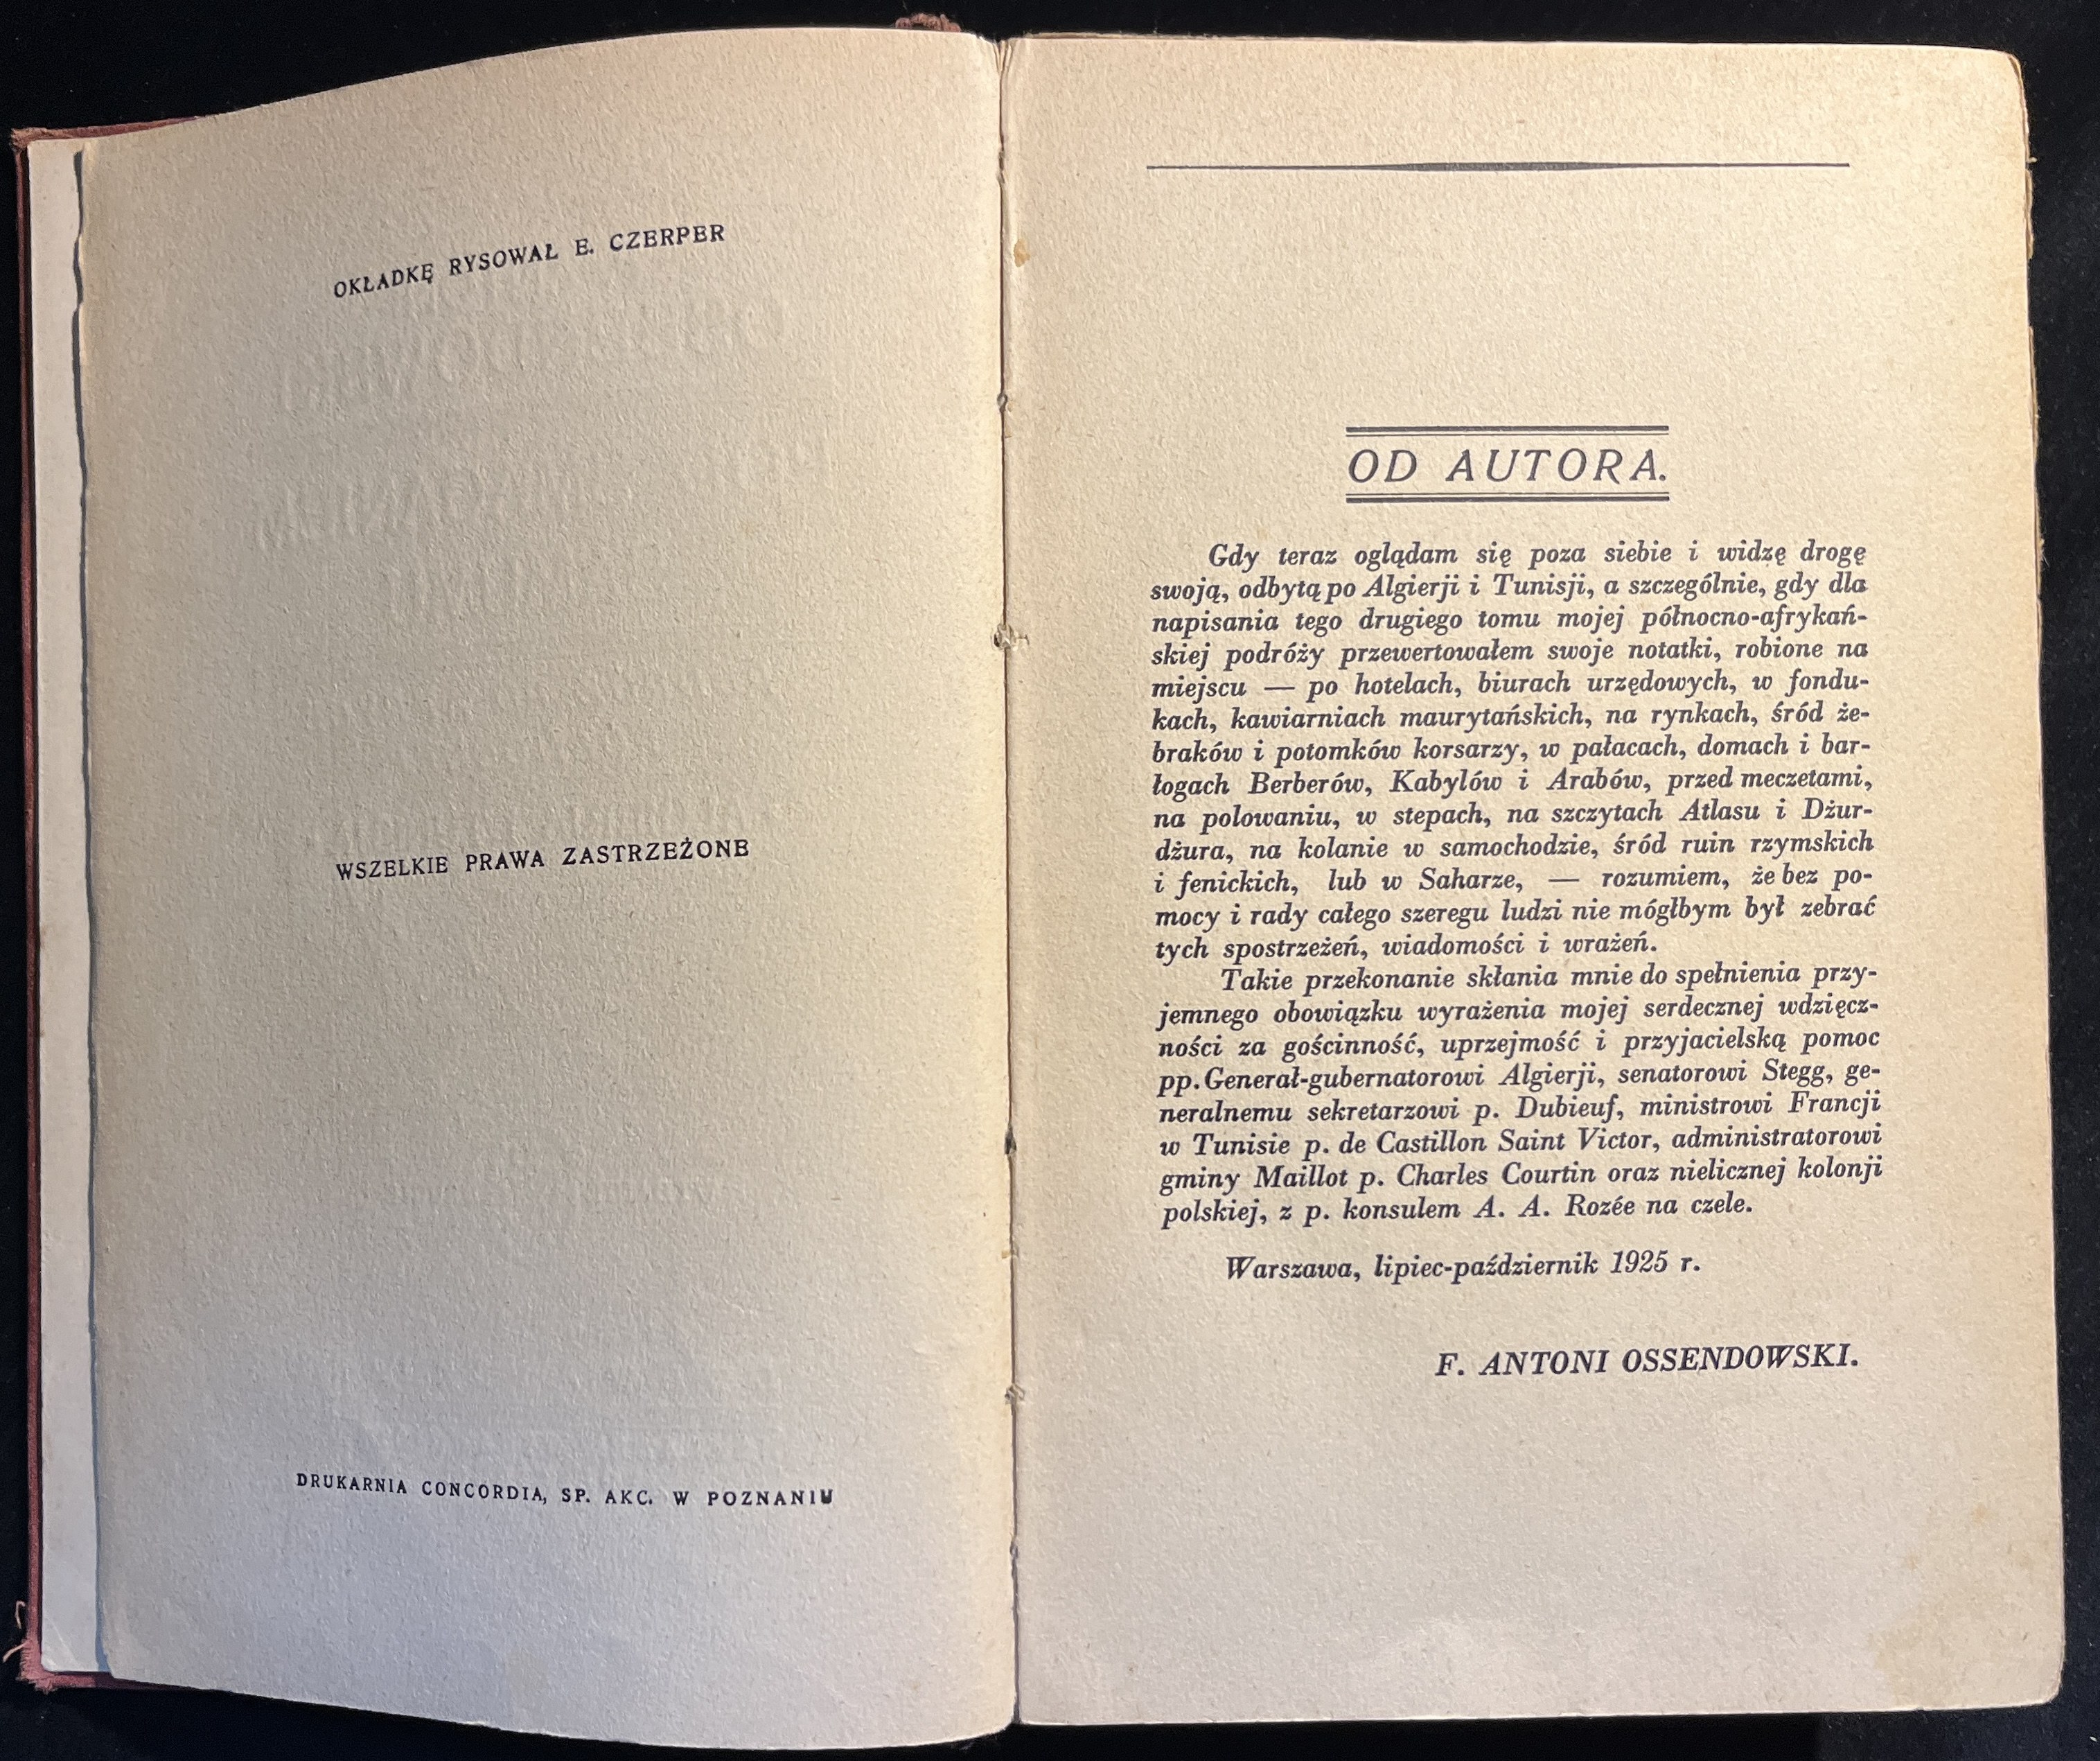 OKŁADKĘ RYSOWAŁ E. CZERPER
WSZELKIE PRAWA ZASTRZEŻONE
DRUKARNIA CONCORDIA, SP. AKC. W POZNANIU
OD AUTORA.
Gdy teraz oglądam się poza siebie i widzę drogę
swoją, odbytą po Algierji i Tunisji, a szczególnie, gdy dla
napisania tego drugiego tomu mojej północno-afrykań-
skiej podróży przewertowałem swoje notatki, robione na
miejscu — po hotelach, biurach urzędowych, w fondu-
kach, kawiarniach maurytańskich, na rynkach, śród że-
braków i potomków korsarzy, w pałacach, domach i bar-
łogach Berberów, Kabylów i Arabów, przed meczetami,
na polowaniu, w stepach, na szczytach Atlasu i Dżur-
dżura, na kolanie w samochodzie, śród ruin rzymskich
i fenickich, lub w Saharze, — rozumiem, że bez po-
mocy i rady całego szeregu ludzi nie mógłbym był zebrać
tych spostrzeżeń, wiadomości i wrażeń.
Takie przekonanie skłania mnie do spełnienia przy-
jemnego obowiązku wyrażenia mojej serdecznej wdzięcz-
ności za gościnność, uprzejmość i przyjacielską pomoc
pp. Generał-gubernatorowi Algierji, senatorowi Stegg, ge-
neralnemu sekretarzowi p. Dubieuf, ministrowi Francji
w Tunisie p. de Castillon Saint Victor, administratorowi
gminy Maillot p. Charles Courtin oraz nielicznej kolonji
polskiej, z p. konsulem A. A. Rozée na czele.
Warszawa, lipiec-październik 1925 r.
F. ANTONI OSSENDOWSKI.